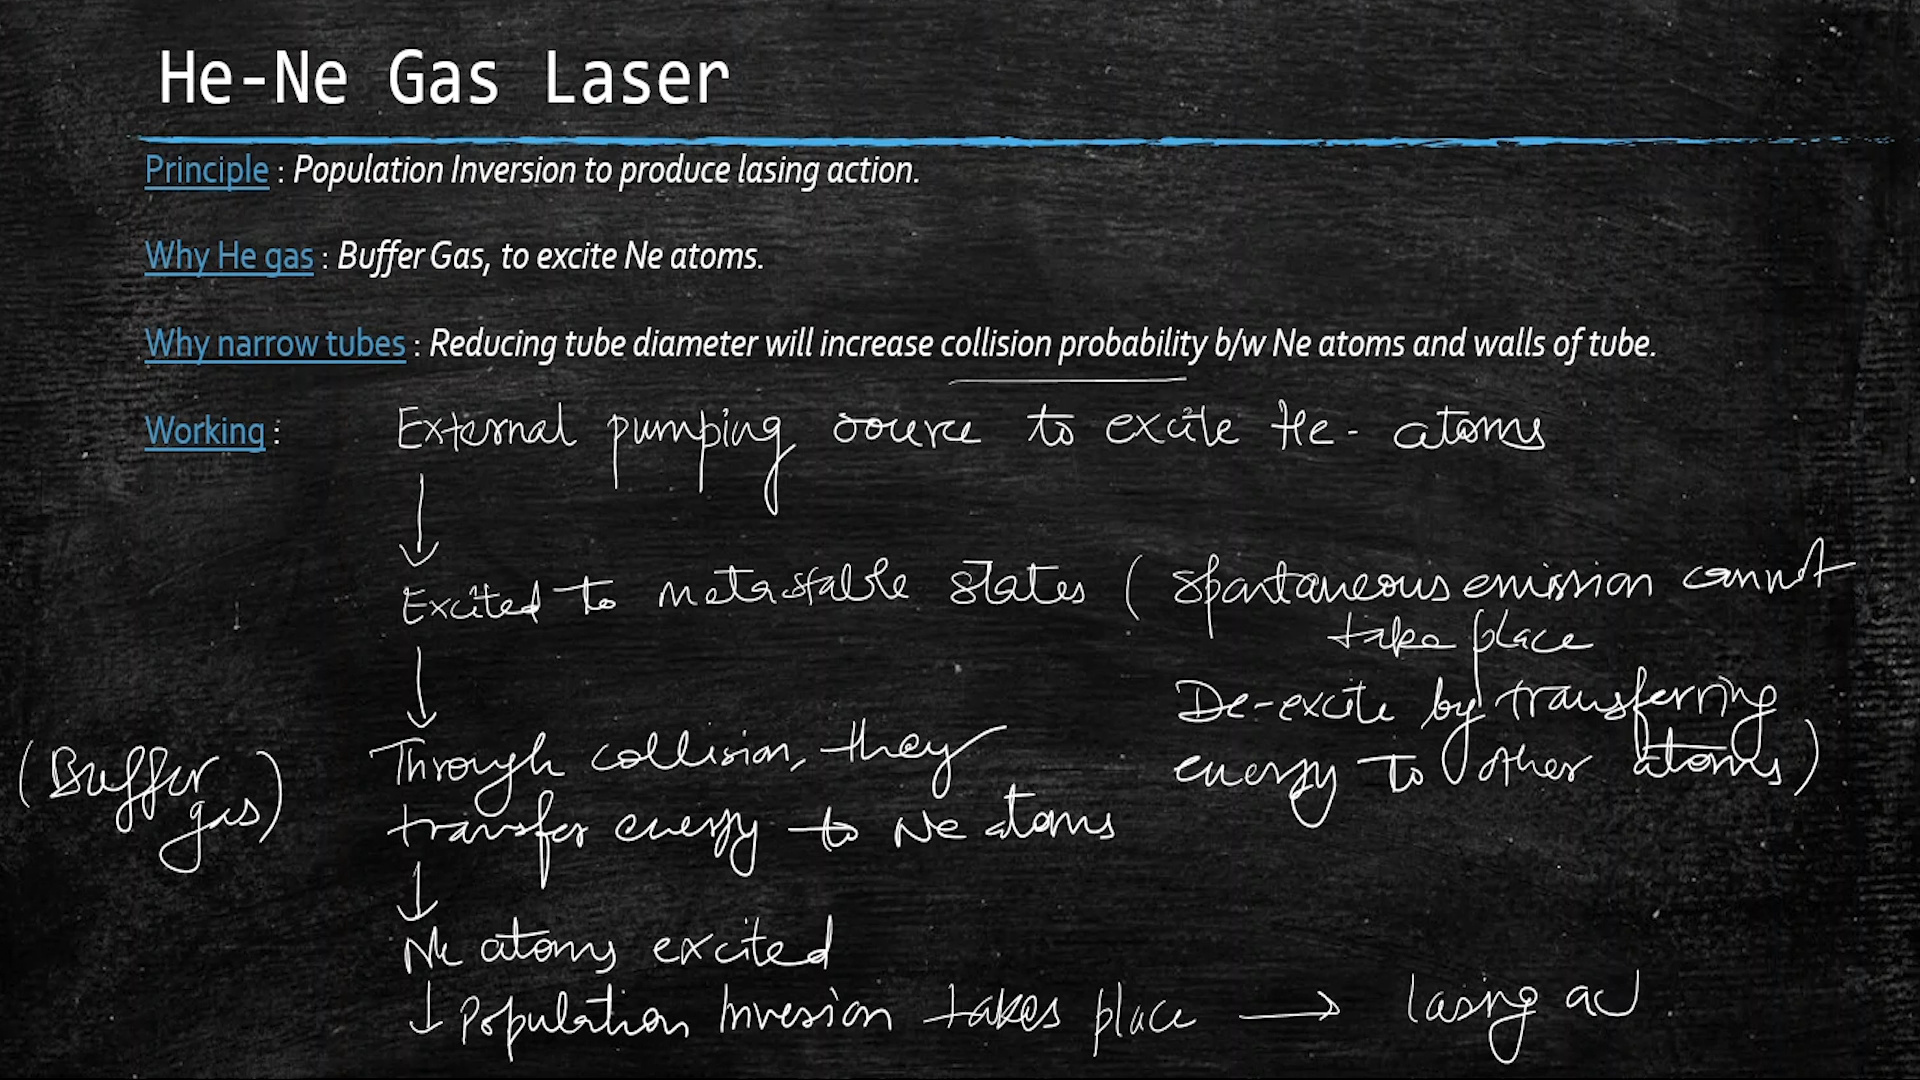 He-Ne Gas Laser
Principle : Population Inversion to produce lasing action.
Why He gas : Buffer Gas, to excite Ne atoms.
Why narrow tubes : Reducing tube diameter will increase collision probability b/w Ne atoms and walls of tube.
Working : External pumping source to excite He- atoms
Excited to metastable states ( spontaneous emission cannot
take place
De-excite by transferring
energy to other atoms )
(Buffer
gas)
Through collision, they
transfer energy to Ne atoms
Ne atoms excited
Population Inversion takes place → lasing ac